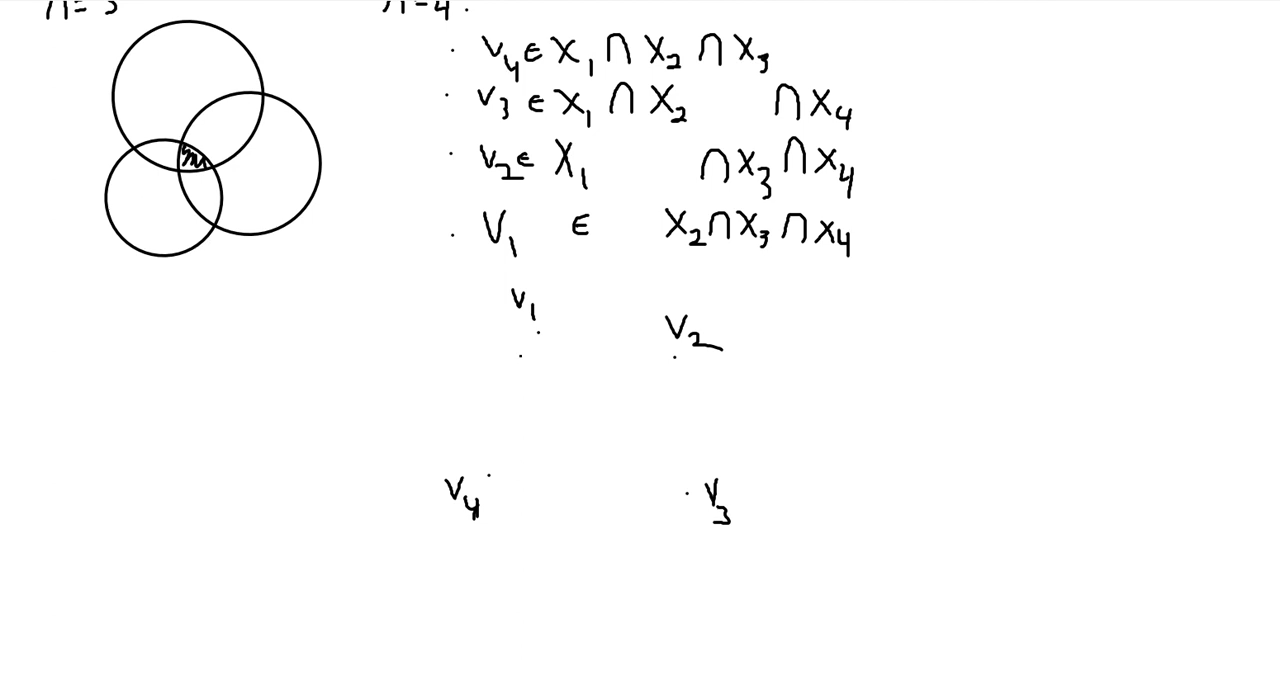 n=3 n=4.
· V₄ ∈ X₁ ∩ X₂ ∩ X₃
· V₃ ∈ X₁ ∩ X₂ ∩ X₄
· V₂ ∈ X₁ ∩ X₃ ∩ X₄
· V₁ ∈ X₂ ∩ X₃ ∩ X₄
V₁
V₂
V₄
V₃